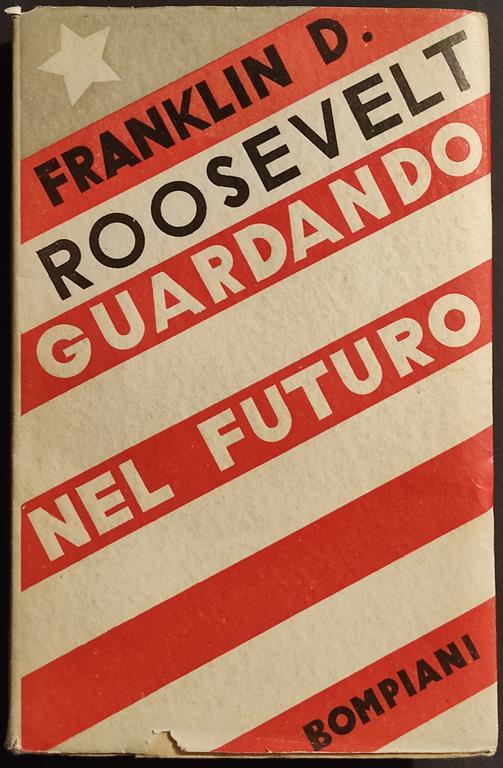 FRANKLIN D.
ROOSEVELT
GUARDANDO
NEL FUTURO
BOMPIANI